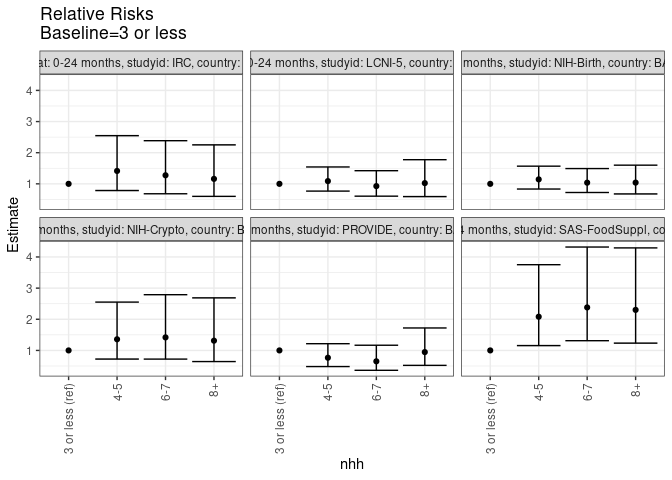 Relative Risks
Baseline=3 or less
at: 0-24 months, studyid: IRC, country:
0-24 months, studyid: LCNI-5, country:
months, studyid: NIH-Birth, country: BA
4
3
2
1
months, studyid: NIH-Crypto, country: B
months, studyid: PROVIDE, country: B
4 months, studyid: SAS-FoodSuppl, co
4
3
2
1
Estimate
3 or less (ref)
4-5
6-7
8+
3 or less (ref)
4-5
6-7
8+
3 or less (ref)
4-5
6-7
8+
nhh